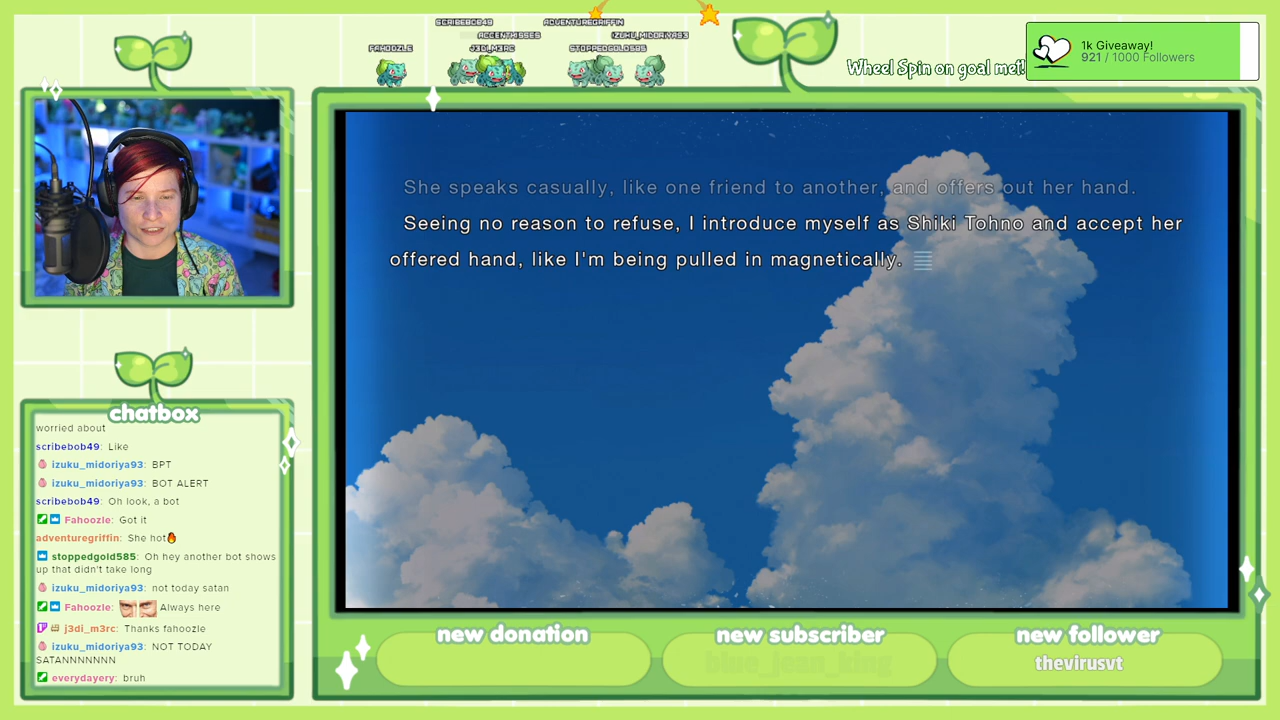 SCRIBEBOB49
ADVENTUREGRIFFIN
ACCENTKISSES
IZUKU_MIDORIYA93
FAHOOZLE
J3DI_M3RC
STOPPEDGOLD585
Wheel Spin on goal met!
1k Giveaway!
921 / 1000 Followers
She speaks casually, like one friend to another, and offers out her hand.
Seeing no reason to refuse, I introduce myself as Shiki Tohno and accept her
offered hand, like I'm being pulled in magnetically.
chatbox
worried about
scribebob49: Like
izuku_midoriya93: BPT
izuku_midoriya93: BOT ALERT
scribebob49: Oh look, a bot
Fahoozle: Got it
adventuregriffin: She hot
stoppedgold585: Oh hey another bot shows
up that didn't take long
izuku_midoriya93: not today satan
Fahoozle: Always here
j3di_m3rc: Thanks fahoozle
izuku_midoriya93: NOT TODAY
SATANNNNNN
everydayery: bruh
new donation
new subscriber
new follower
thevirusvt